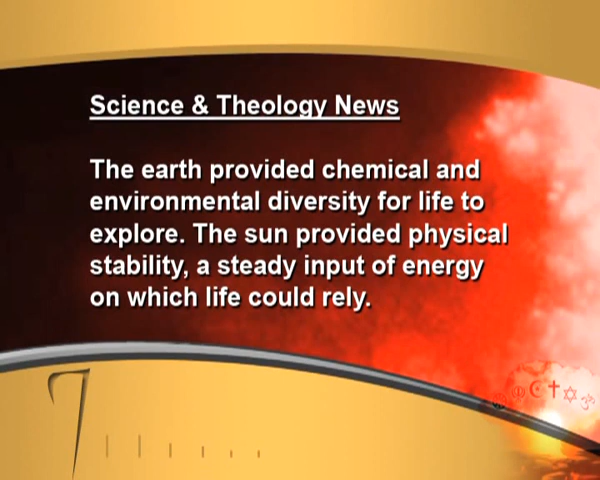 Science & Theology News
The earth provided chemical and
environmental diversity for life to
explore. The sun provided physical
stability, a steady input of energy
on which life could rely.